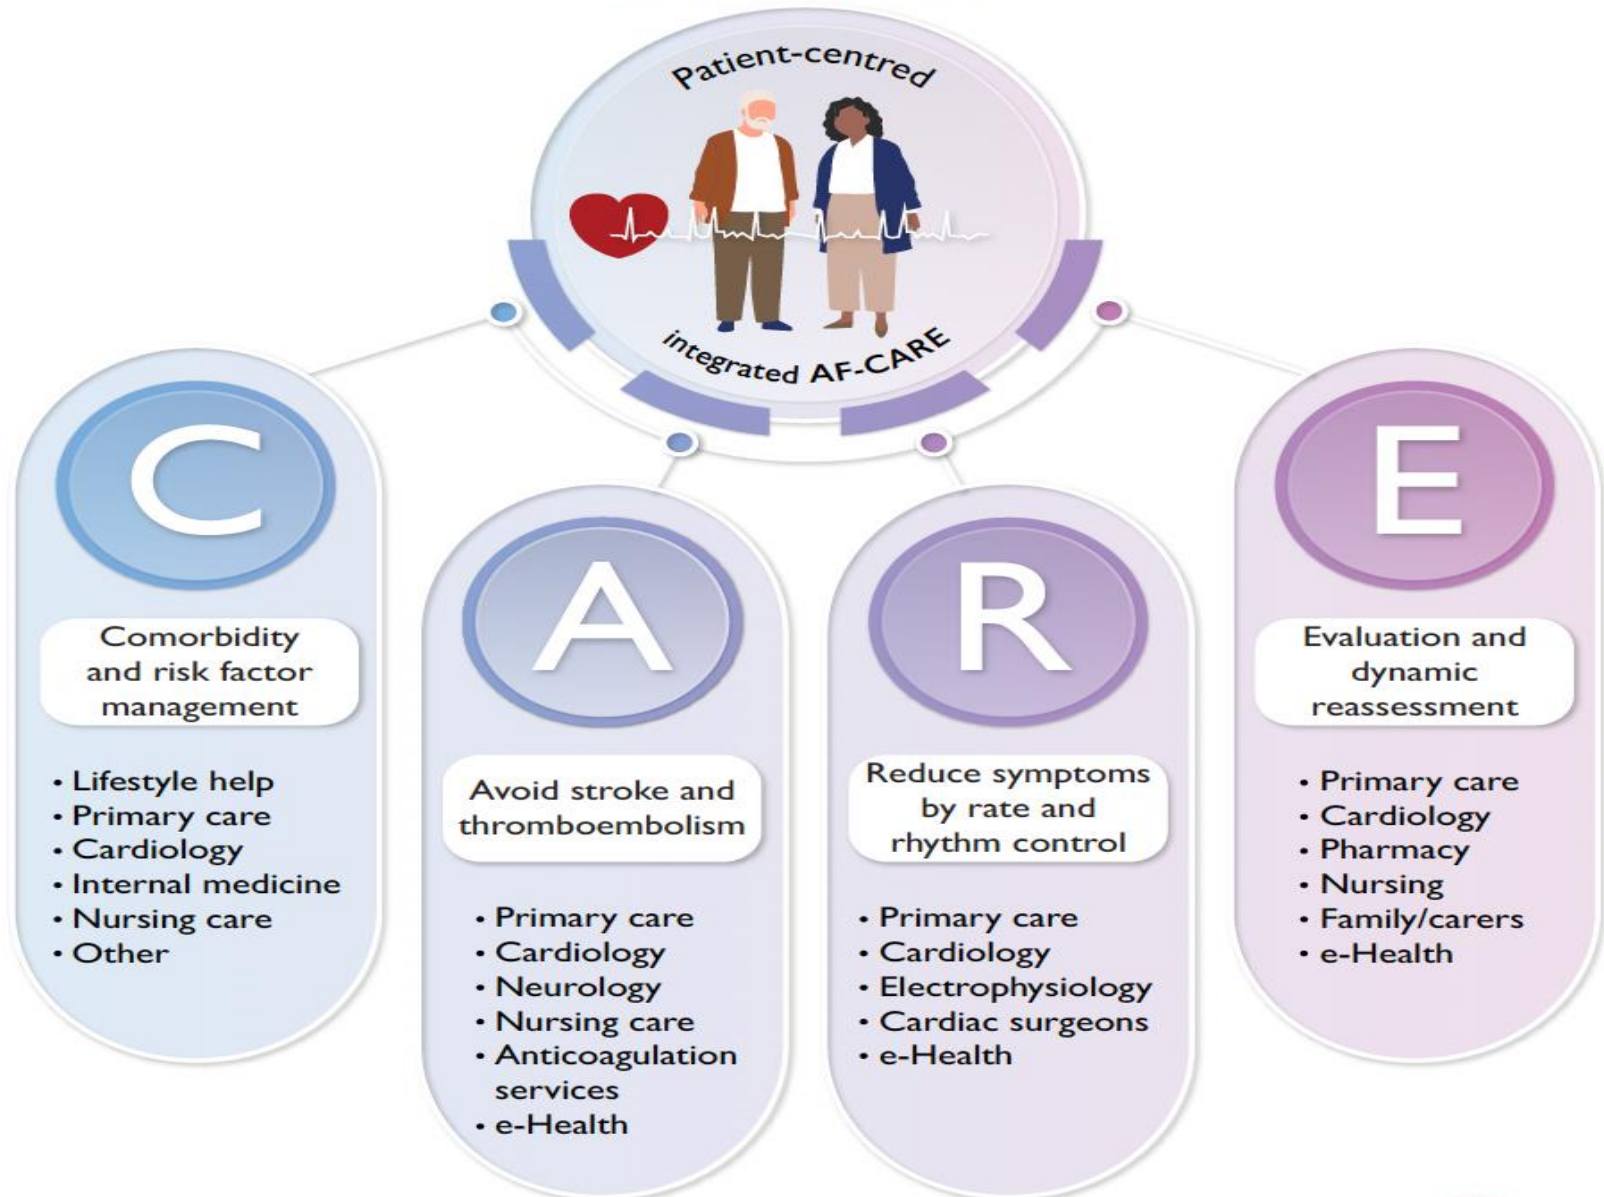 Patient-centred
integrated AF-CARE
C
Comorbidity
and risk factor
management
• Lifestyle help
• Primary care
• Cardiology
• Internal medicine
• Nursing care
• Other
A
Avoid stroke and
thromboembolism
• Primary care
• Cardiology
• Neurology
• Nursing care
• Anticoagulation
services
• e-Health
R
Reduce symptoms
by rate and
rhythm control
• Primary care
• Cardiology
• Electrophysiology
• Cardiac surgeons
• e-Health
E
Evaluation and
dynamic
reassessment
• Primary care
• Cardiology
• Pharmacy
• Nursing
• Family/carers
• e-Health